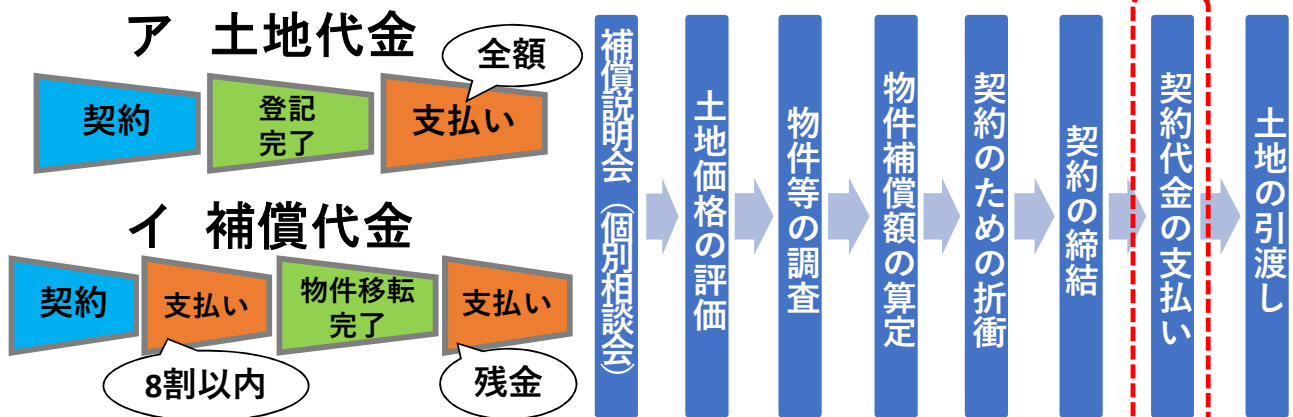 ア 土地代金
全額
契約
登記
完了
支払い
イ 補償代金
契約
支払い
物件移転
完了
支払い
8割以内
残金
補償説明会（個別相談会）
土地価格の評価
物件等の調査
物件補償額の算定
契約のための折衝
契約の締結
契約代金の支払い
土地の引渡し